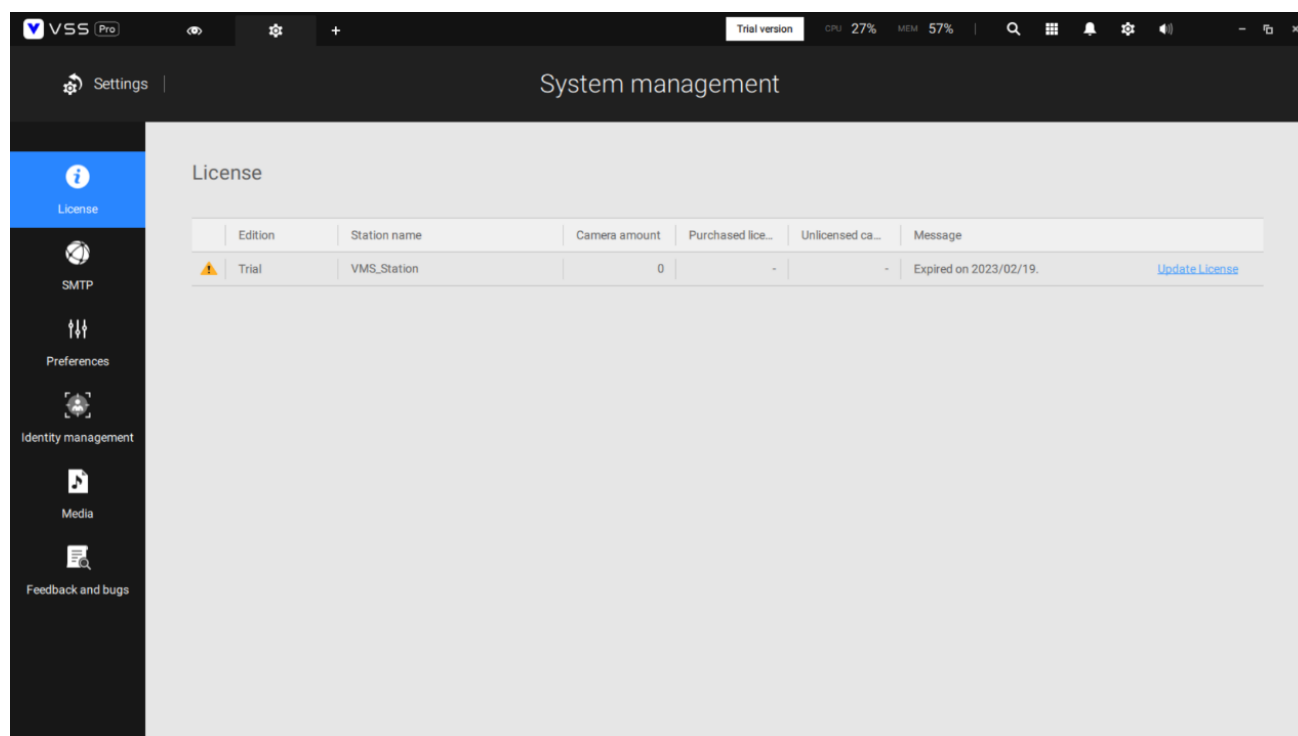 VSS Pro
Trial version CPU 27% MEM 57%
Settings
System management
License
SMTP
Preferences
Identity management
Media
Feedback and bugs
License
Edition Station name Camera amount Purchased lice... Unlicensed ca... Message
Trial VMS_Station 0 - - Expired on 2023/02/19. Update License